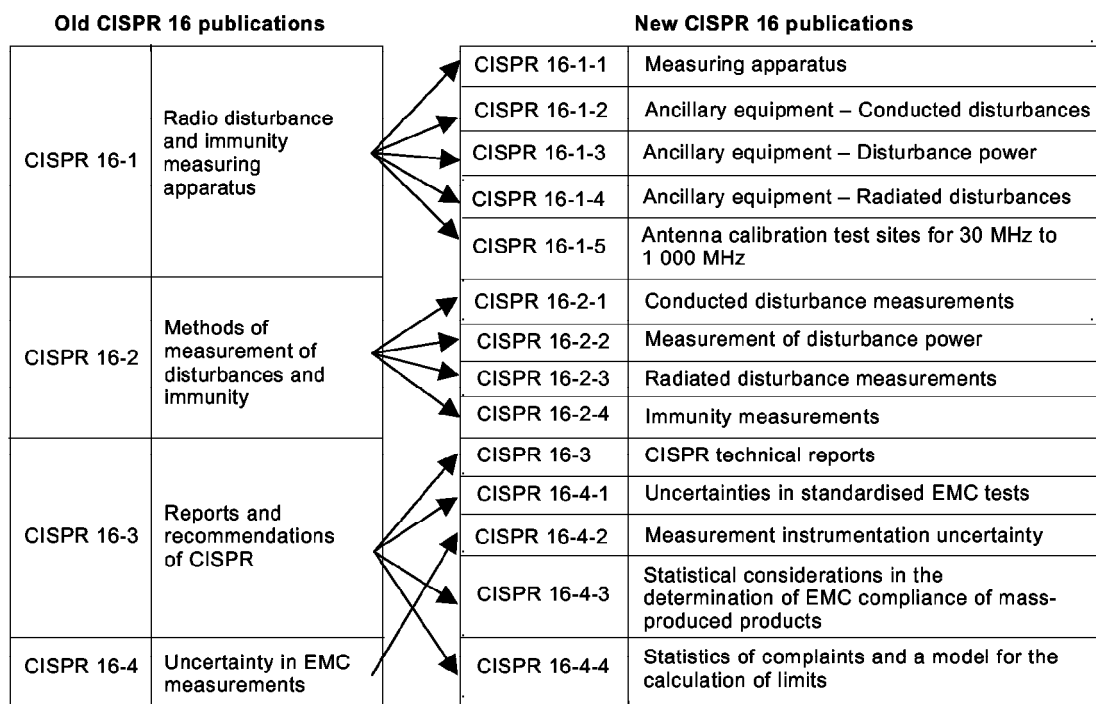 Old CISPR 16 publications
New CISPR 16 publications
CISPR 16-1
Radio disturbance
and immunity
measuring
apparatus
CISPR 16-1-1
Measuring apparatus
CISPR 16-1-2
Ancillary equipment – Conducted disturbances
CISPR 16-1-3
Ancillary equipment – Disturbance power
CISPR 16-1-4
Ancillary equipment – Radiated disturbances
CISPR 16-1-5
Antenna calibration test sites for 30 MHz to
1 000 MHz
CISPR 16-2
Methods of
measurement of
disturbances and
immunity
CISPR 16-2-1
Conducted disturbance measurements
CISPR 16-2-2
Measurement of disturbance power
CISPR 16-2-3
Radiated disturbance measurements
CISPR 16-2-4
Immunity measurements
CISPR 16-3
Reports and
recommendations
of CISPR
CISPR 16-3
CISPR technical reports
CISPR 16-4-1
Uncertainties in standardised EMC tests
CISPR 16-4-2
Measurement instrumentation uncertainty
CISPR 16-4-3
Statistical considerations in the
determination of EMC compliance of mass-
produced products
CISPR 16-4
Uncertainty in EMC
measurements
CISPR 16-4-4
Statistics of complaints and a model for the
calculation of limits